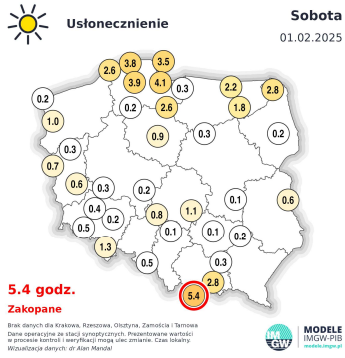 Usłonecznienie
Sobota
01.02.2025
3.8
3.5
2.6
3.9
4.1
0.3
2.2
2.8
0.2
0.2
2.6
1.8
1.0
0.9
0.3
0.2
0.3
0.7
0.6
0.3
0.2
0.1
0.6
0.4
0.2
0.8
1.1
0.5
0.1
0.1
0.2
1.3
0.5
0.3
2.8
5.4
5.4 godz.
Zakopane
Brak danych dla Krakowa, Rzeszowa, Olsztyna, Zamościa i Tarnowa
Dane operacyjne ze stacji synoptycznych. Prezentowane wartości
w procesie kontroli i weryfikacji mogą ulec zmianie. Czas lokalny.
Wizualizacja danych: dr Alan Mandal
IM
GW
MODELE
IMGW-PIB
modele.imgw.pl